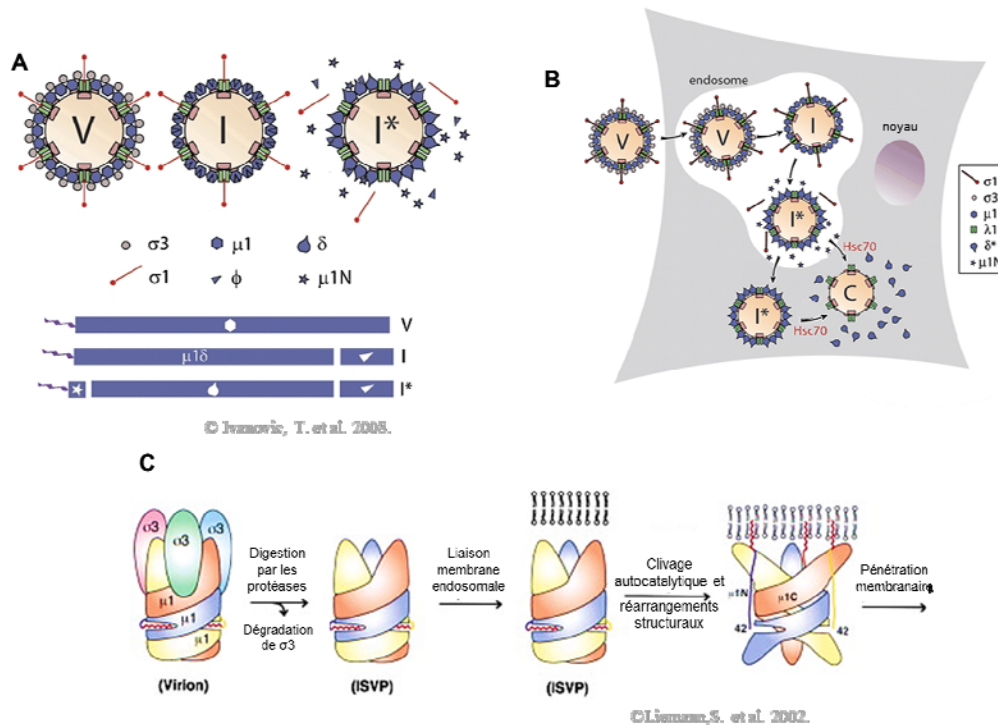 A
V
I
I*
σ3
μ1
δ
σ1
ϕ
μ1N
V
μ1δ
I
I*
© Ivanovic, T. et al. 2008.
B
endosome
V
V
I
noyau
I*
Hsc70
C
I*
Hsc70
σ1
σ3
μ1
λ1
δ*
μ1N
C
σ3
σ3
σ3
μ1
μ1
μ1
(Virion)
Digestion
par les
protéases
Dégradation
de σ3
(ISVP)
Liaison
membrane
endosomale
(ISVP)
Clivage
autocatalytique et
réarrangements
structuraux
μ1N
μ1C
42
42
Pénétration
membranaire
©Liemann,S. et al. 2002.